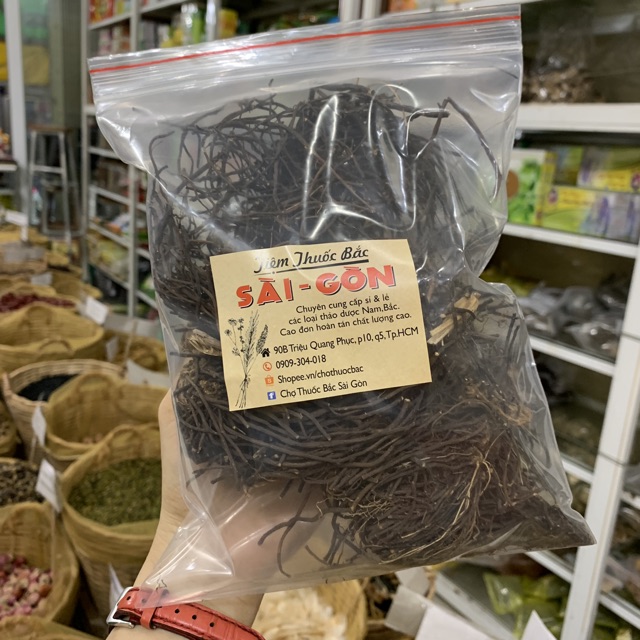 Tiệm Thuốc Bắc
SÀI-GÒN
Chuyên cung cấp sỉ & lẻ
các loại thảo dược Nam,Bắc.
Cao đơn hoàn tán chất lượng cao.
90B Triệu Quang Phục, p10, q5, Tp.HCM
0909-304-018
Shopee.vn/chothuocbac
Chợ Thuốc Bắc Sài Gòn